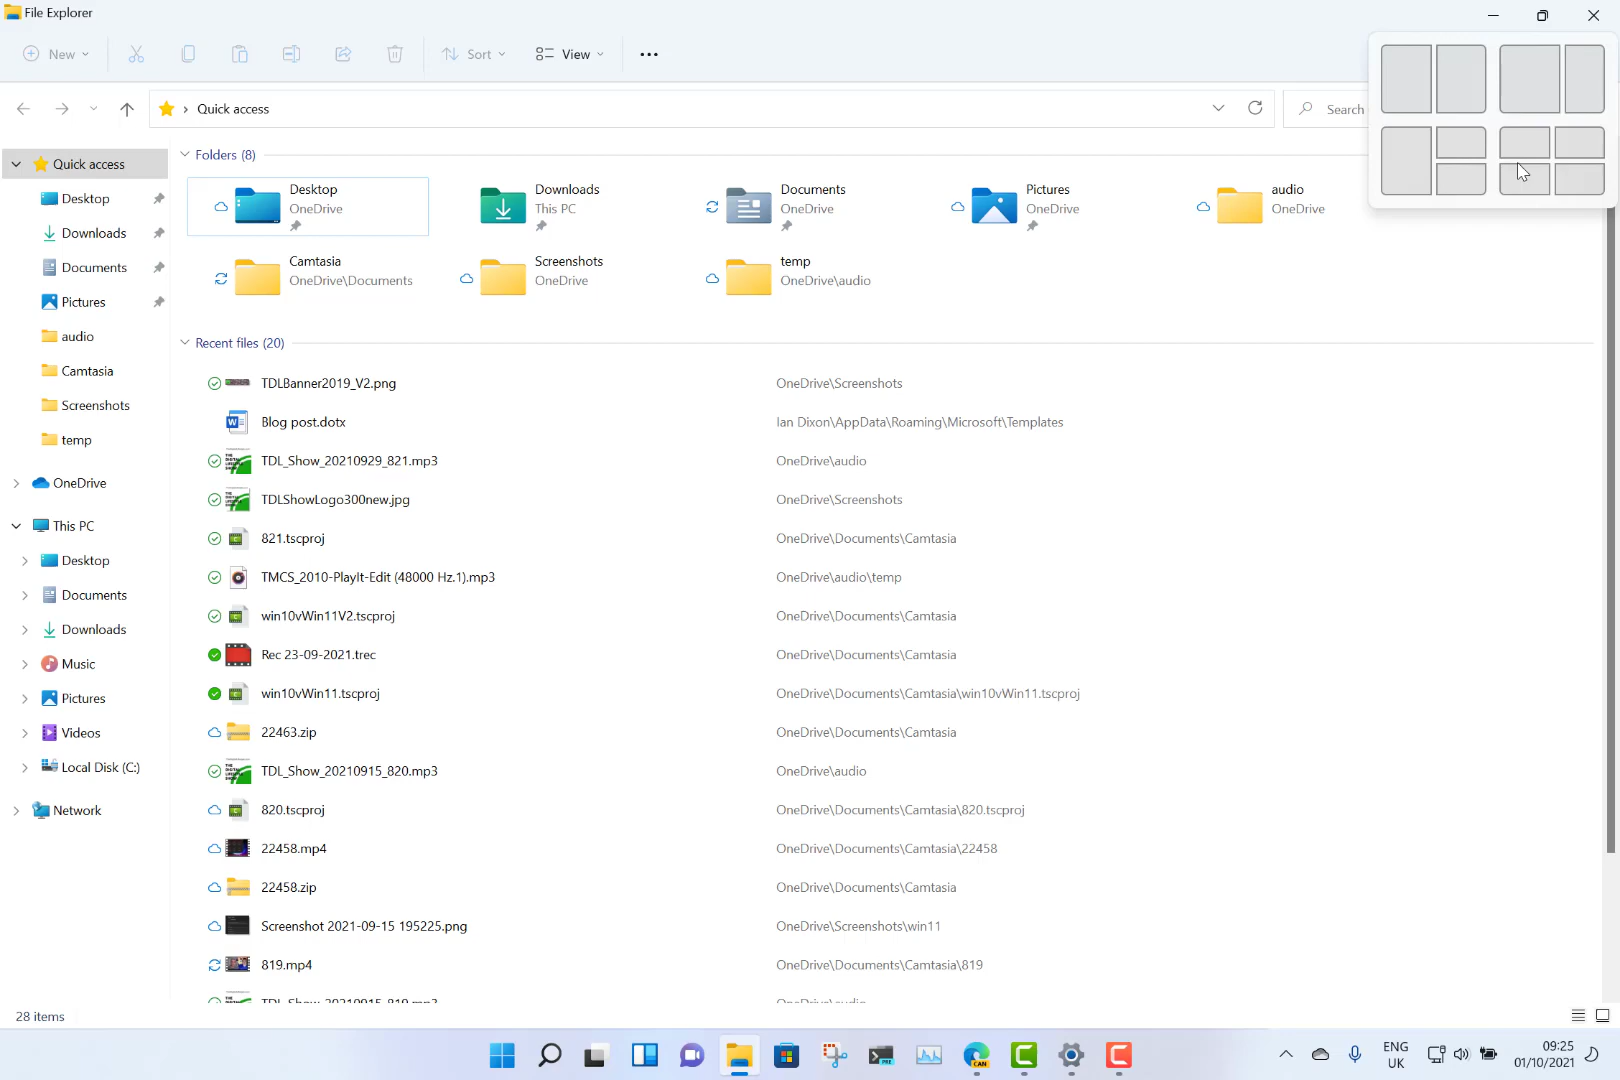 File Explorer
New
Sort
View
Quick access
Search
Quick access
Desktop
Downloads
Documents
Pictures
audio
Camtasia
Screenshots
temp
OneDrive
This PC
Desktop
Documents
Downloads
Music
Pictures
Videos
Local Disk (C:)
Network
Folders (8)
Desktop
OneDrive
Downloads
This PC
Documents
OneDrive
Pictures
OneDrive
audio
OneDrive
Camtasia
OneDrive\Documents
Screenshots
OneDrive
temp
OneDrive\audio
Recent files (20)
TDLBanner2019_V2.png OneDrive\Screenshots
Blog post.dotx Ian Dixon\AppData\Roaming\Microsoft\Templates
TDL_Show_20210929_821.mp3 OneDrive\audio
TDLShowLogo300new.jpg OneDrive\Screenshots
821.tscproj OneDrive\Documents\Camtasia
TMCS_2010-PlayIt-Edit (48000 Hz.1).mp3 OneDrive\audio\temp
win10vWin11V2.tscproj OneDrive\Documents\Camtasia
Rec 23-09-2021.trec OneDrive\Documents\Camtasia
win10vWin11.tscproj OneDrive\Documents\Camtasia\win10vWin11.tscproj
22463.zip OneDrive\Documents\Camtasia
TDL_Show_20210915_820.mp3 OneDrive\audio
820.tscproj OneDrive\Documents\Camtasia\820.tscproj
22458.mp4 OneDrive\Documents\Camtasia\22458
22458.zip OneDrive\Documents\Camtasia
Screenshot 2021-09-15 195225.png OneDrive\Screenshots\win11
819.mp4 OneDrive\Documents\Camtasia\819
28 items
PRE
CAN
ENG
UK
09:25
01/10/2021